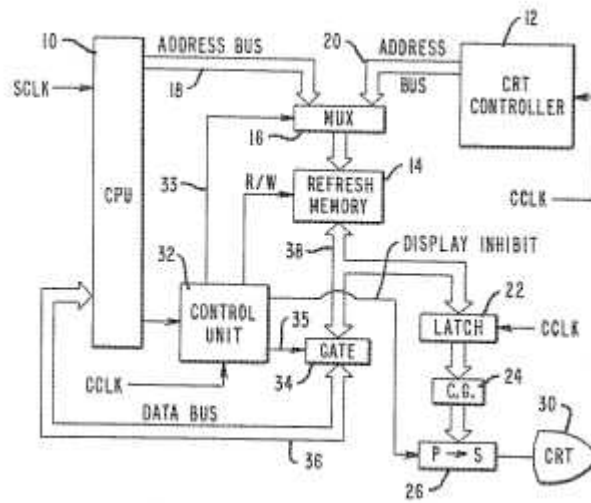 10
ADDRESS BUS
18
20
ADDRESS
BUS
12
CRT
CONTROLLER
SCLK
MUX
16
33
R/W
14
REFRESH
MEMORY
CPU
CCLK
38
DISPLAY INHIBIT
32
CONTROL
UNIT
35
22
LATCH
CCLK
GATE
34
CCLK
C.G.
24
DATA BUS
36
30
P → S
26
CRT